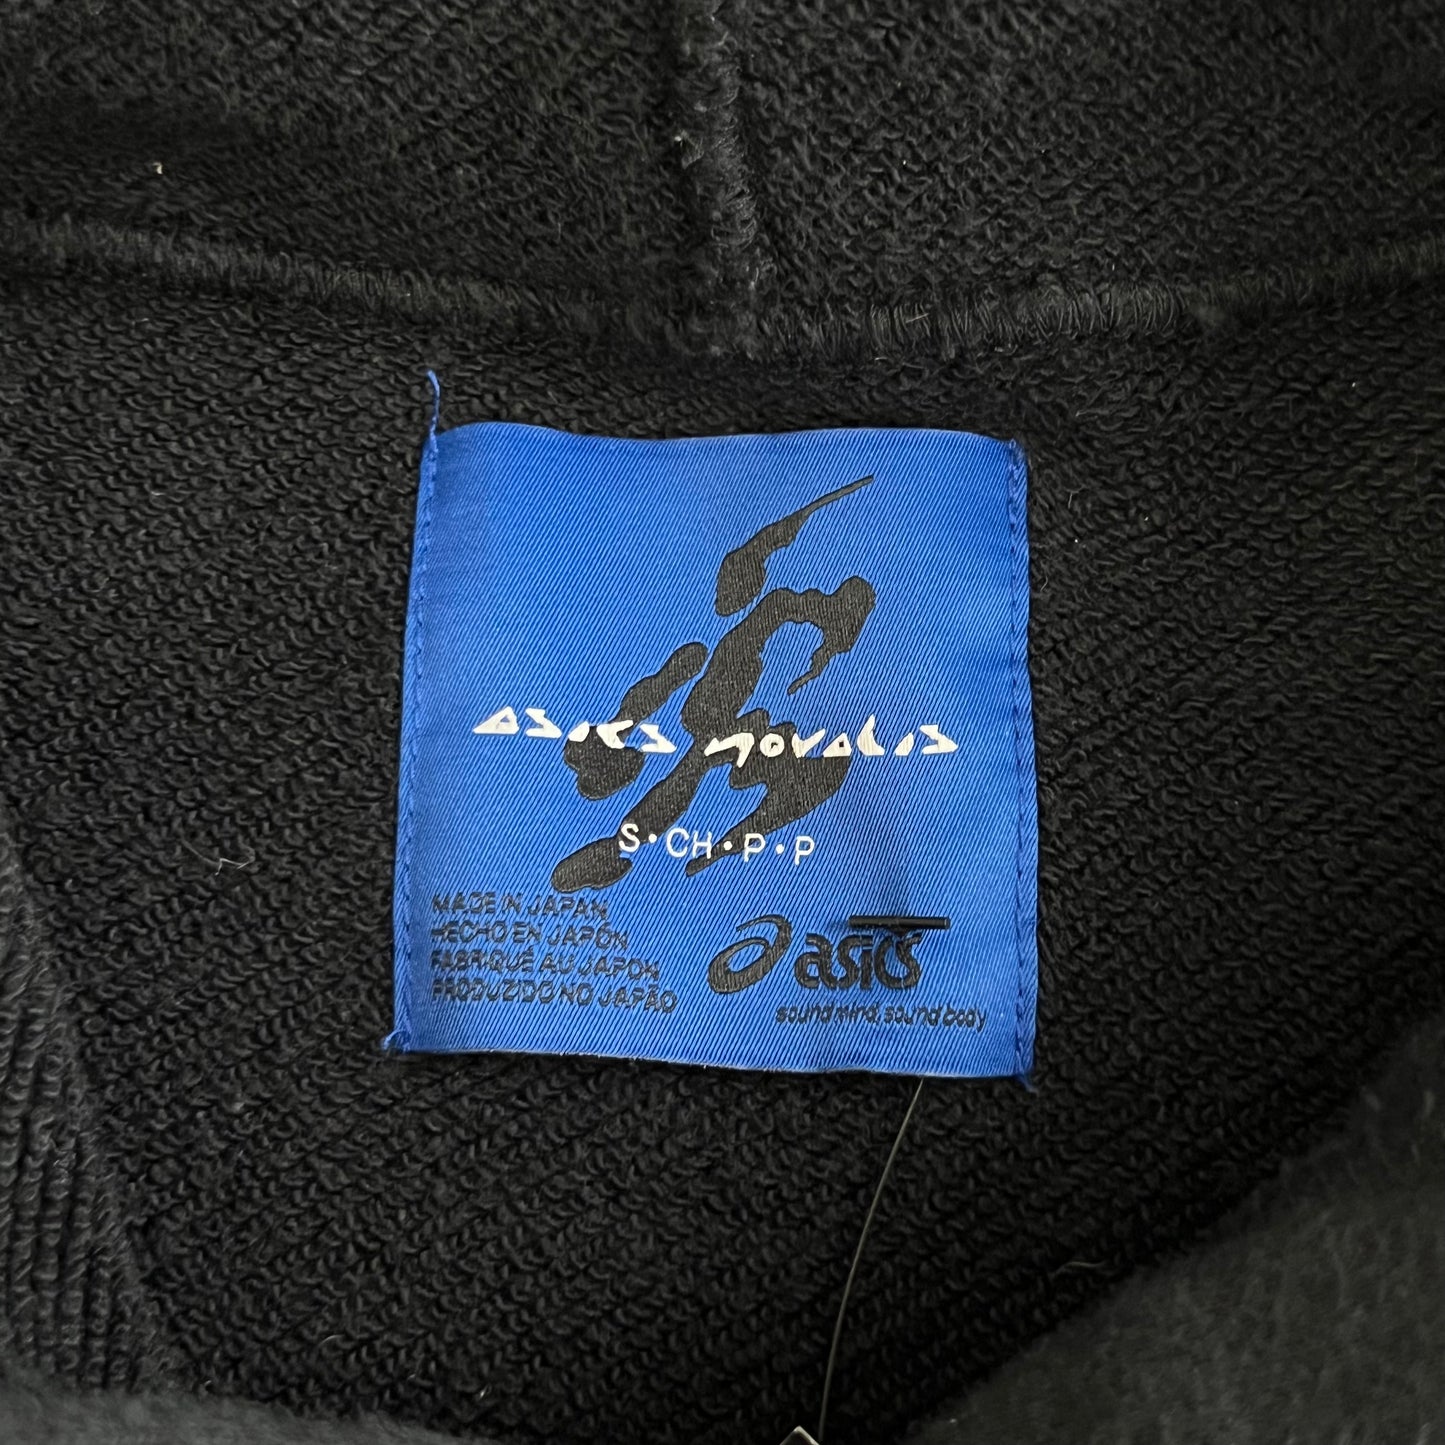 asics novalis
S・CH・P・P
MADE IN JAPAN
HECHO EN JAPÓN
FABRIQUÉ AU JAPON
PRODUZIDO NO JAPÃO
asics
sound mind, sound body